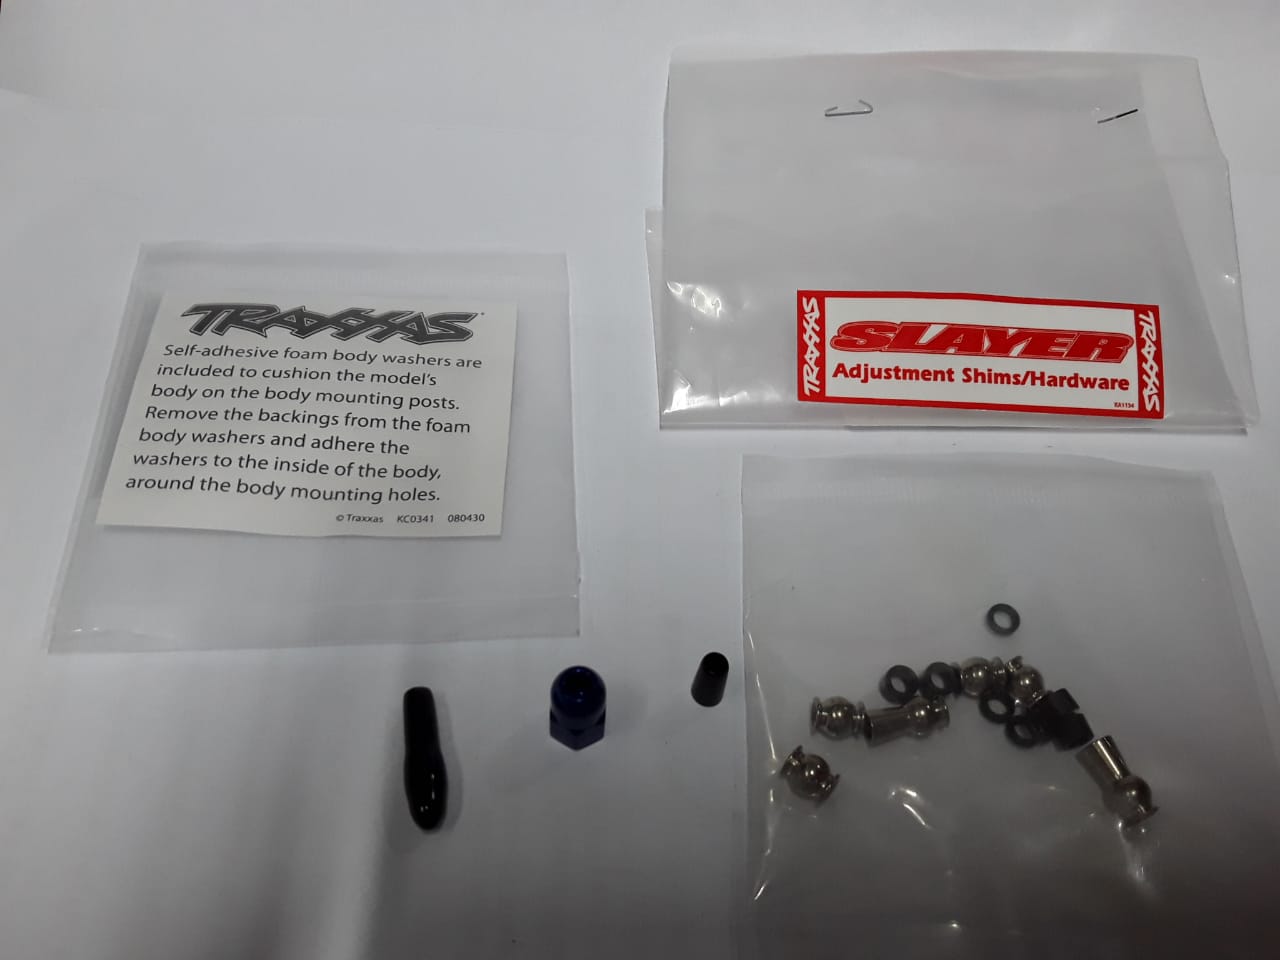 TRAXXAS
Self-adhesive foam body washers are
included to cushion the model's
body on the body mounting posts.
Remove the backings from the foam
body washers and adhere the
washers to the inside of the body,
around the body mounting holes.
© Traxxas KC0341 080430
TRAXXAS
SLAYER
Adjustment Shims/Hardware
TRAXXAS
KA1134